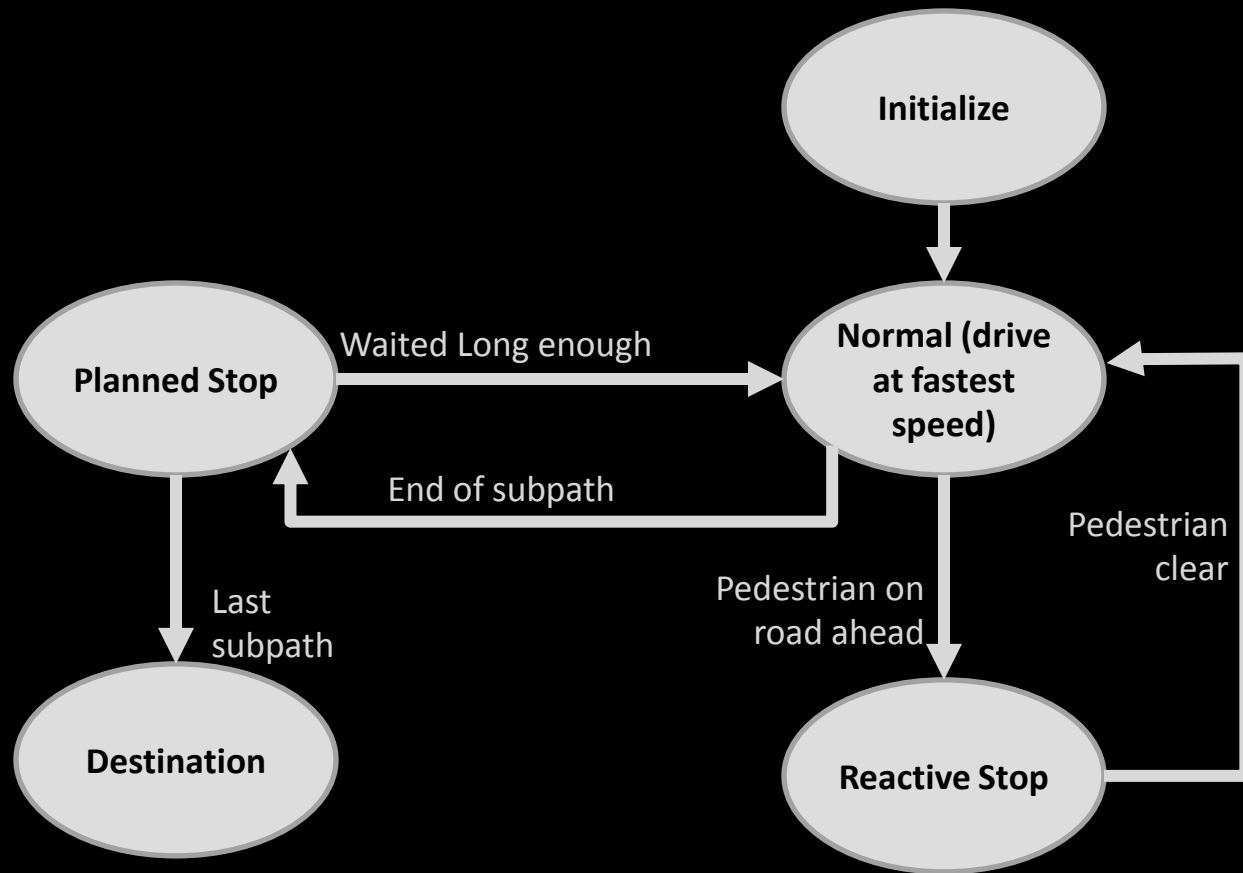 Initialize
Normal (drive
at fastest
speed)
Waited Long enough
Planned Stop
End of subpath
Pedestrian
clear
Pedestrian on
road ahead
Last
subpath
Destination
Reactive Stop